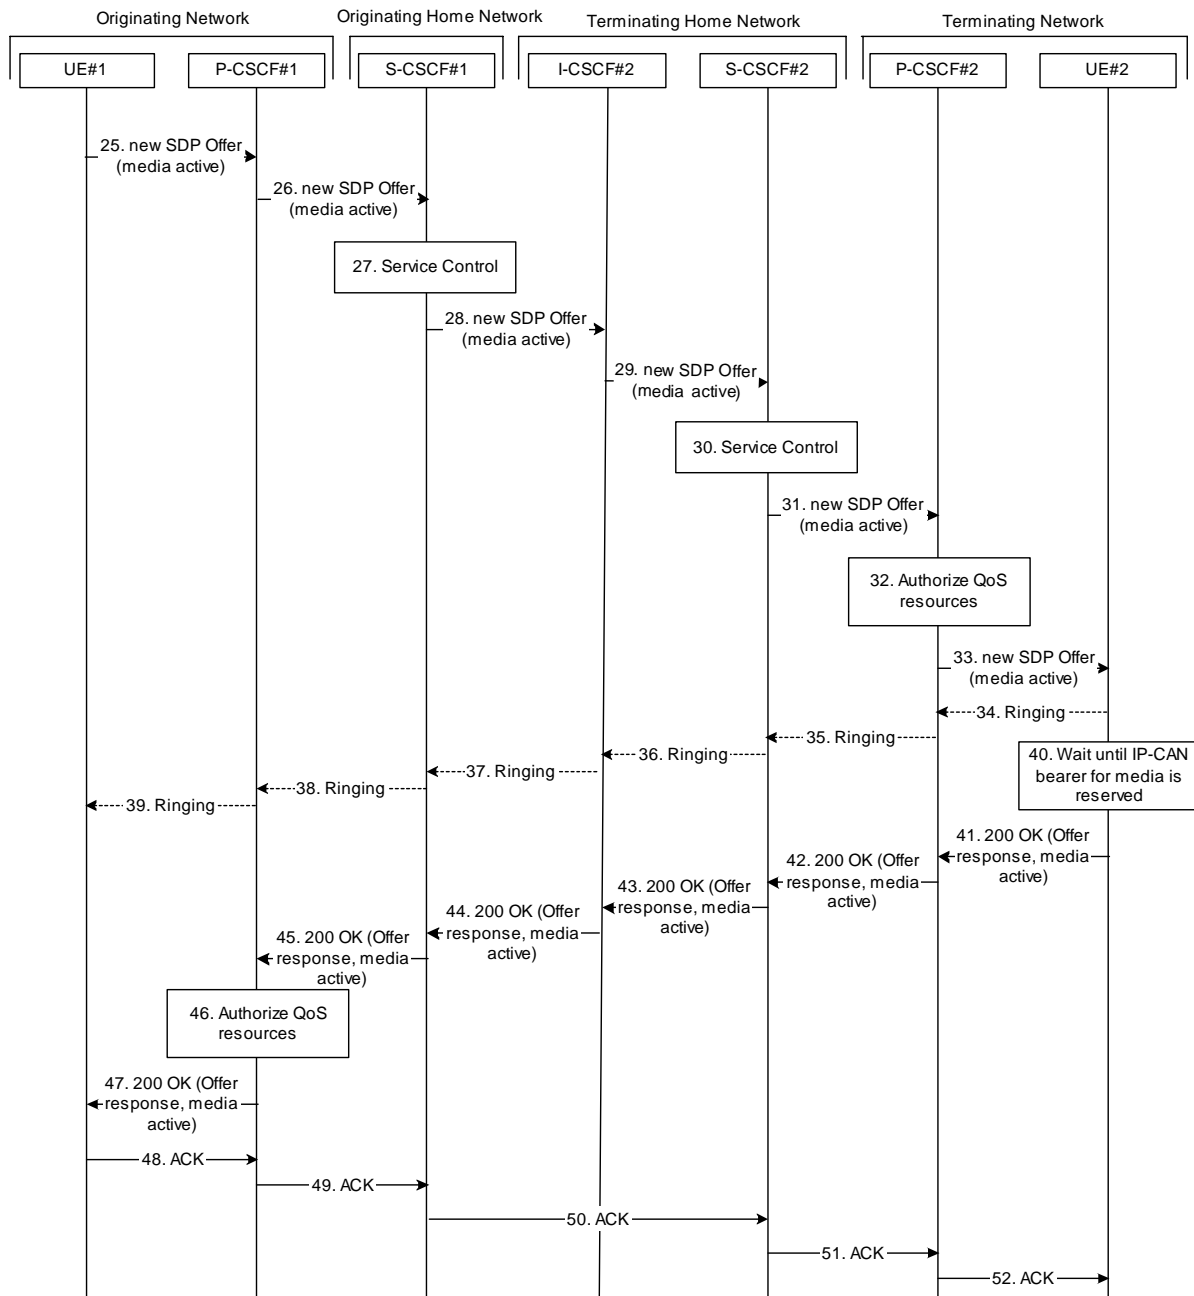 Originating Network
Originating Home Network
Terminating Home Network
Terminating Network
UE#1
P-CSCF#1
S-CSCF#1
I-CSCF#2
S-CSCF#2
P-CSCF#2
UE#2
25. new SDP Offer
(media active)
26. new SDP Offer
(media active)
27. Service Control
28. new SDP Offer
(media active)
29. new SDP Offer
(media active)
30. Service Control
31. new SDP Offer
(media active)
32. Authorize QoS
resources
33. new SDP Offer
(media active)
34. Ringing
35. Ringing
36. Ringing
37. Ringing
38. Ringing
39. Ringing
40. Wait until IP-CAN
bearer for media is
reserved
41. 200 OK (Offer
response, media
active)
42. 200 OK (Offer
response, media
active)
43. 200 OK (Offer
response, media
active)
44. 200 OK (Offer
response, media
active)
45. 200 OK (Offer
response, media
active)
46. Authorize QoS
resources
47. 200 OK (Offer
response, media
active)
48. ACK
49. ACK
50. ACK
51. ACK
52. ACK